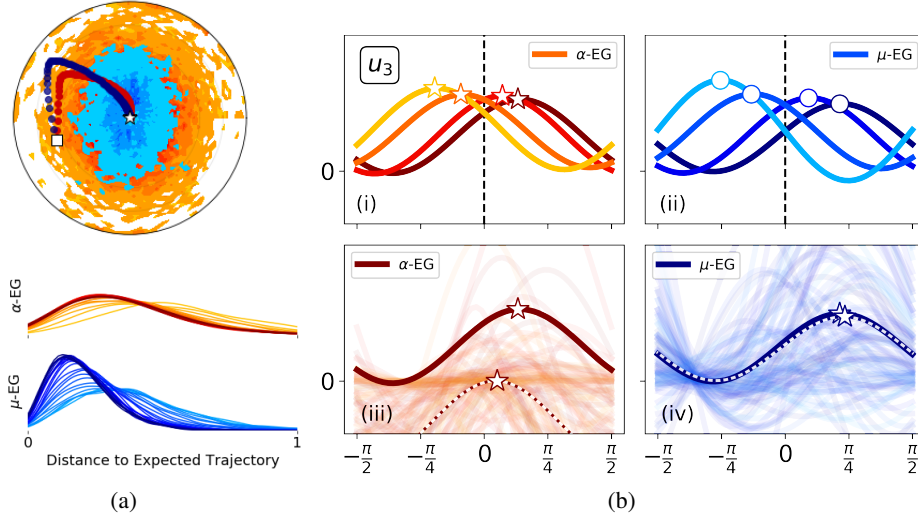 α-EG
μ-EG
0
1
Distance to Expected Trajectory
(a)
u₃
α-EG
0
(i)
μ-EG
(ii)
α-EG
0
(iii)
μ-EG
(iv)
−π/2 −π/4 0 π/4 π/2
−π/2 −π/4 0 π/4 π/2
(b)